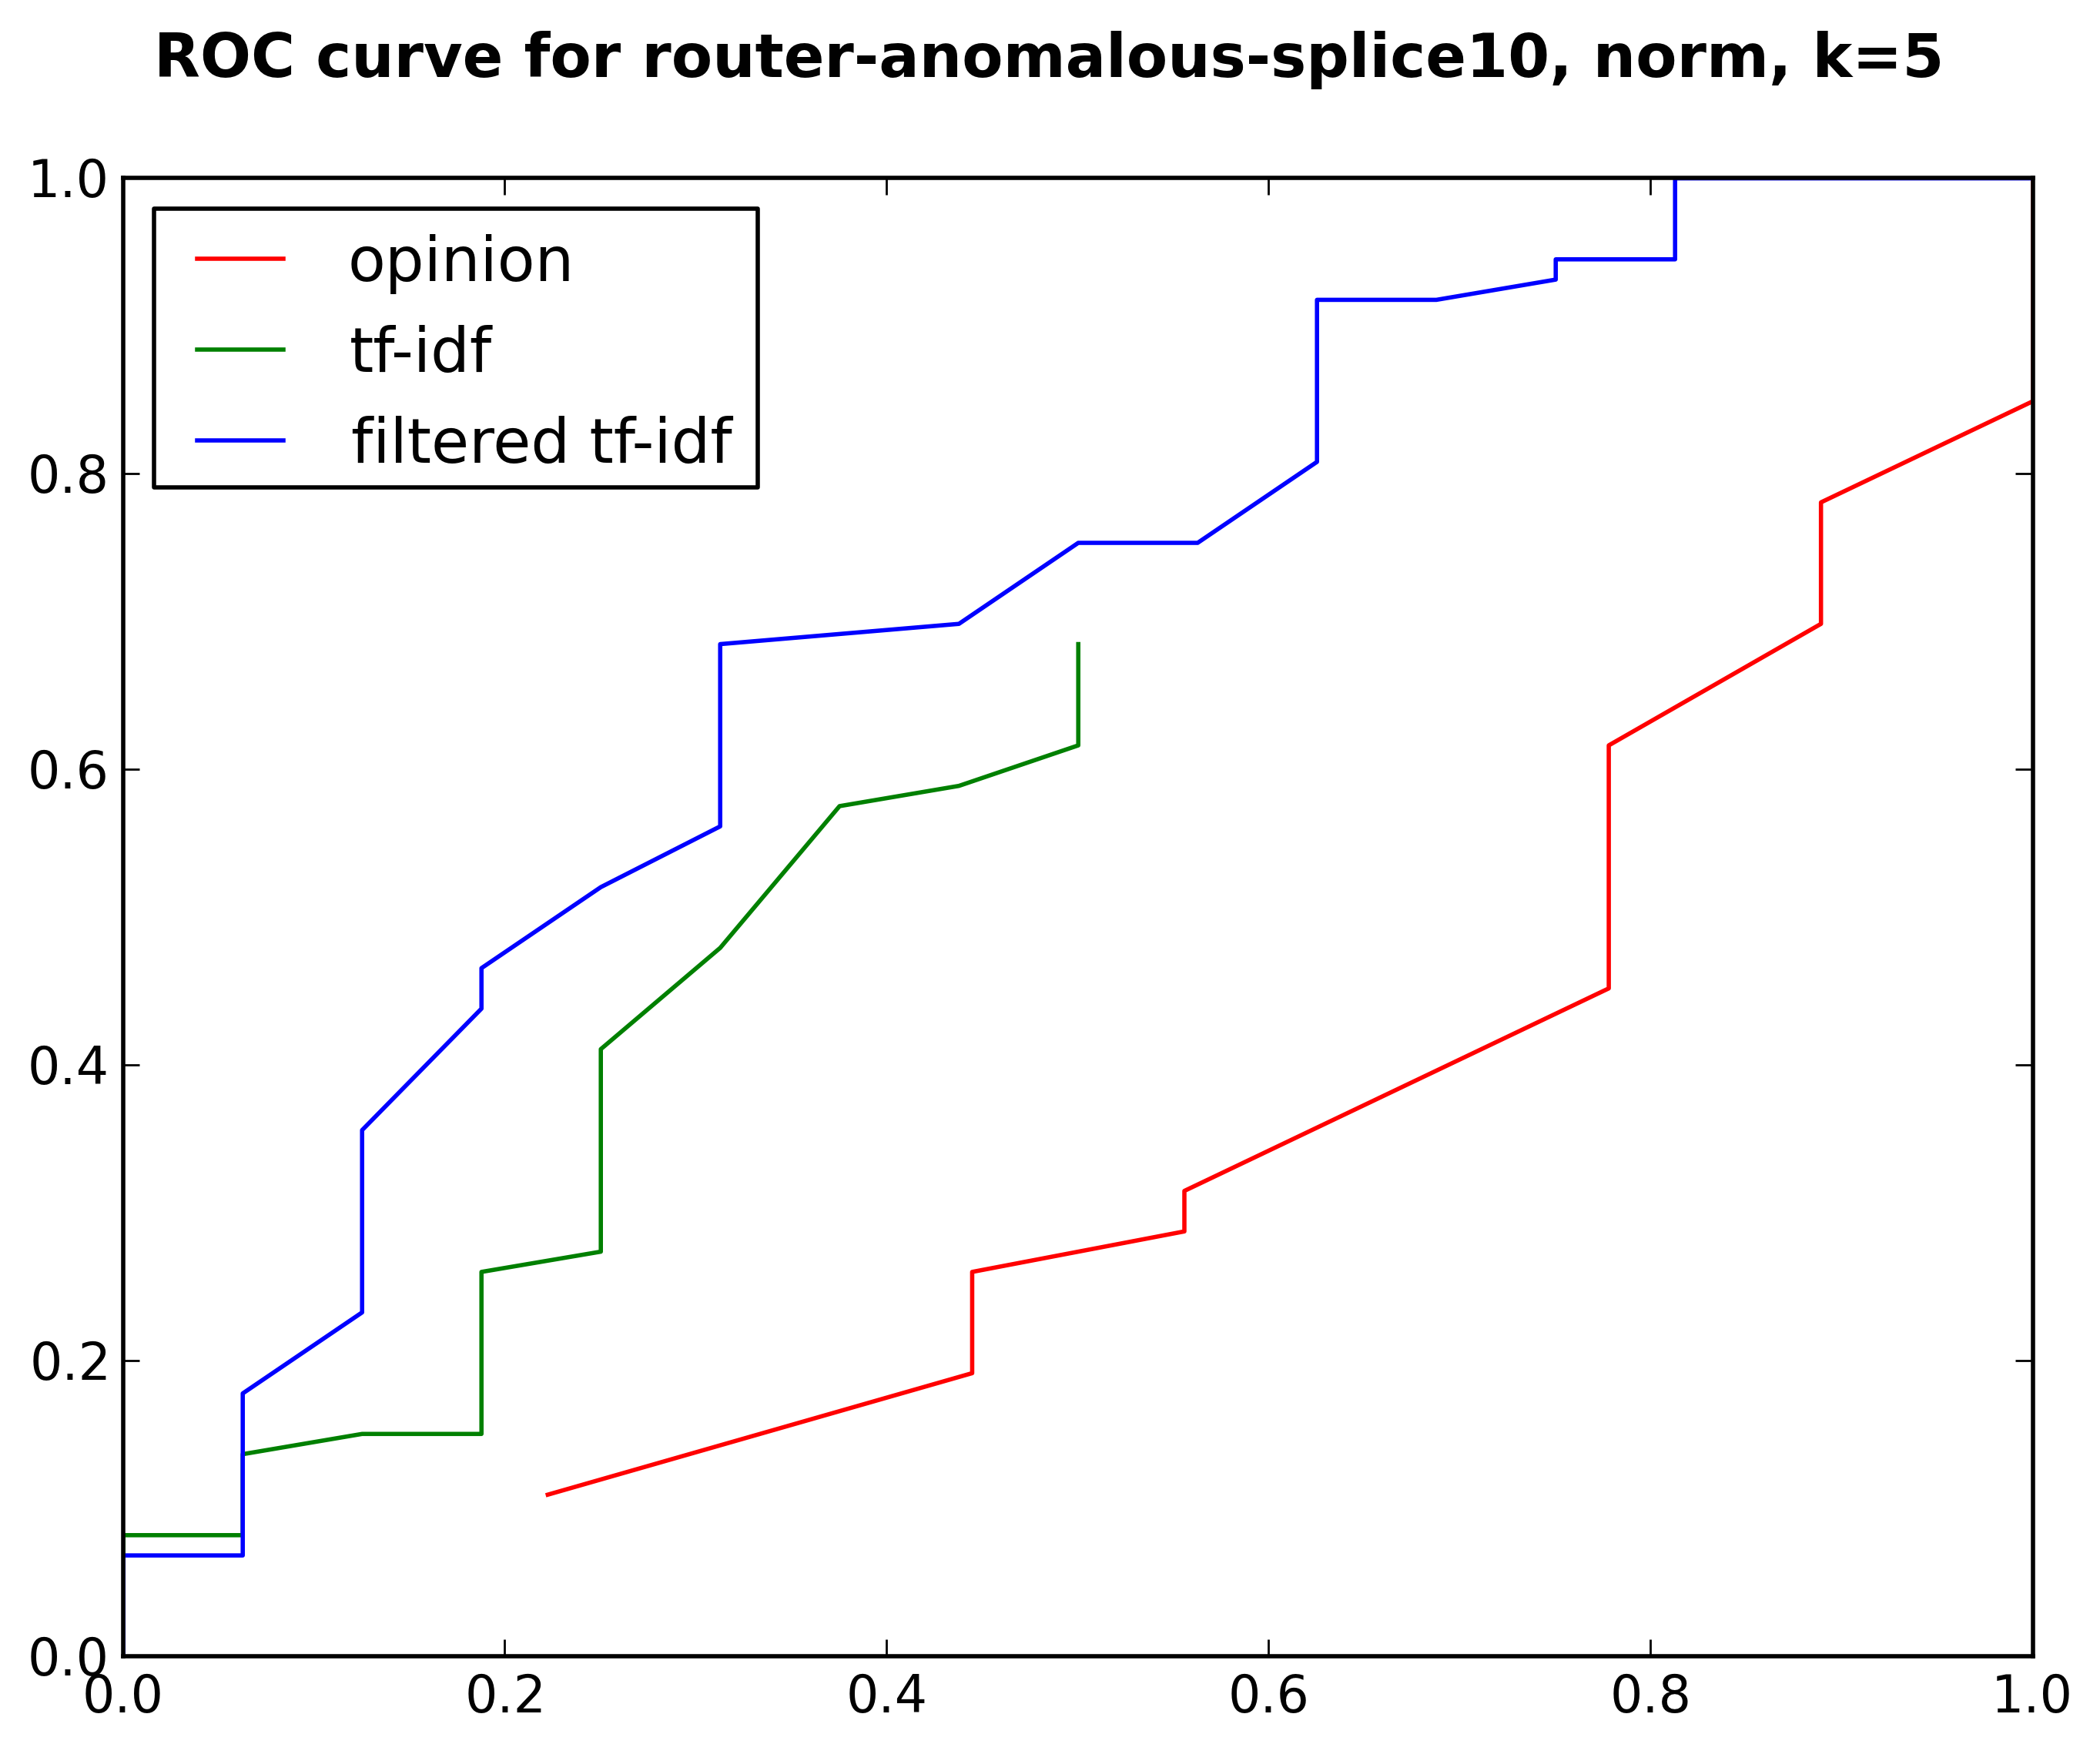 ROC curve for router-anomalous-splice10, norm, k=5
1.0
opinion
tf-idf
filtered tf-idf
0.8
0.6
0.4
0.2
0.0
0.0 0.2 0.4 0.6 0.8 1.0